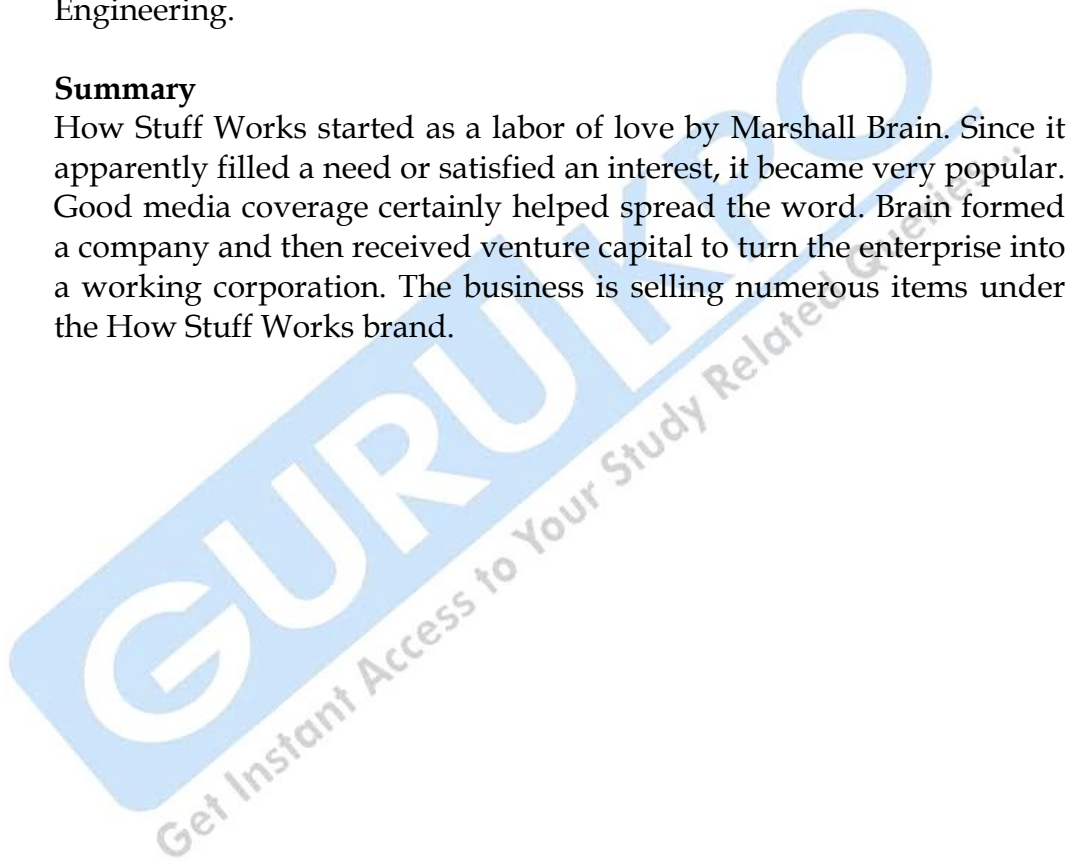 Engineering.
Summary
How Stuff Works started as a labor of love by Marshall Brain. Since it
apparently filled a need or satisfied an interest, it became very popular.
Good media coverage certainly helped spread the word. Brain formed
a company and then received venture capital to turn the enterprise into
a working corporation. The business is selling numerous items under
the How Stuff Works brand.
GURUKPO
Get Instant Access to Your Study Related Queries...